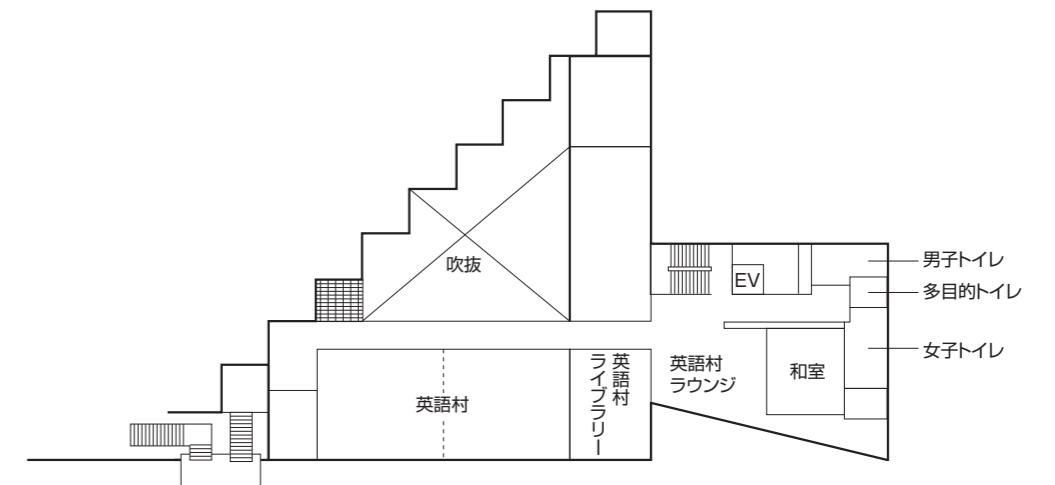 吹抜
EV
男子トイレ
多目的トイレ
女子トイレ
英語村
英語村
ライブラリー
英語村
ラウンジ
和室